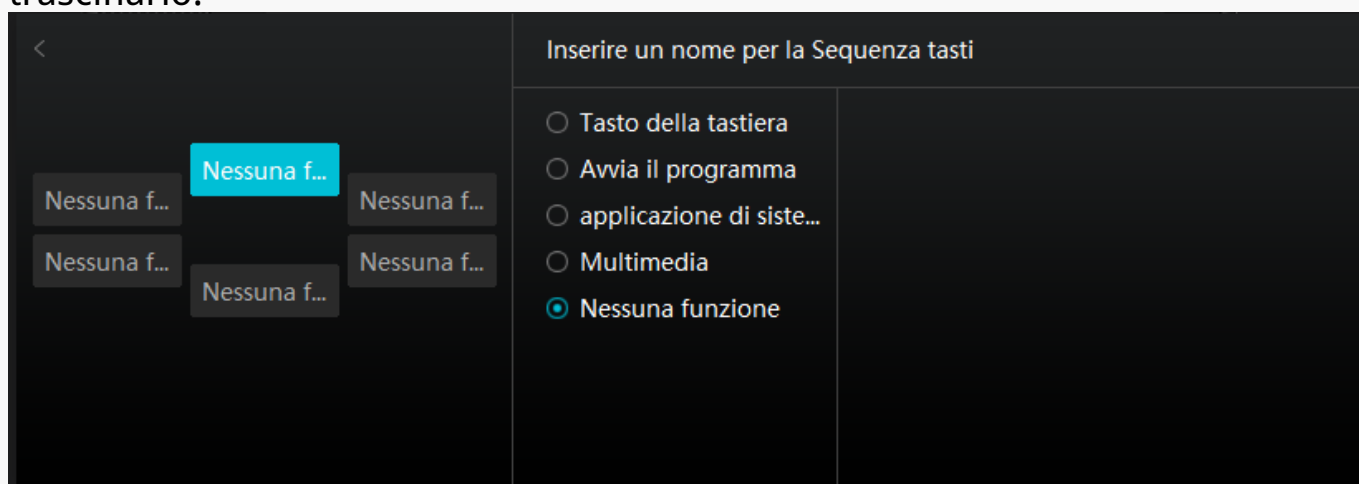 trascinarlo.
<
Inserire un nome per la Sequenza tasti
Nessuna f...
Nessuna f...
Nessuna f...
Nessuna f...
Nessuna f...
Nessuna f...
Tasto della tastiera
Avvia il programma
applicazione di siste...
Multimedia
Nessuna funzione